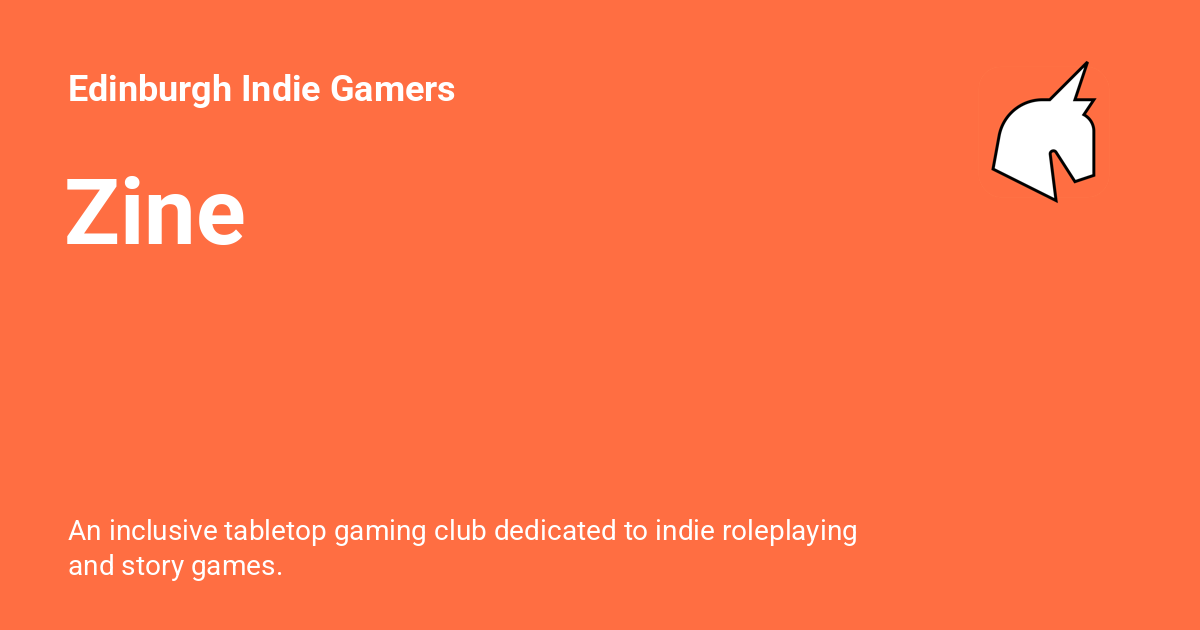 Edinburgh Indie Gamers
Zine
An inclusive tabletop gaming club dedicated to indie roleplaying
and story games.